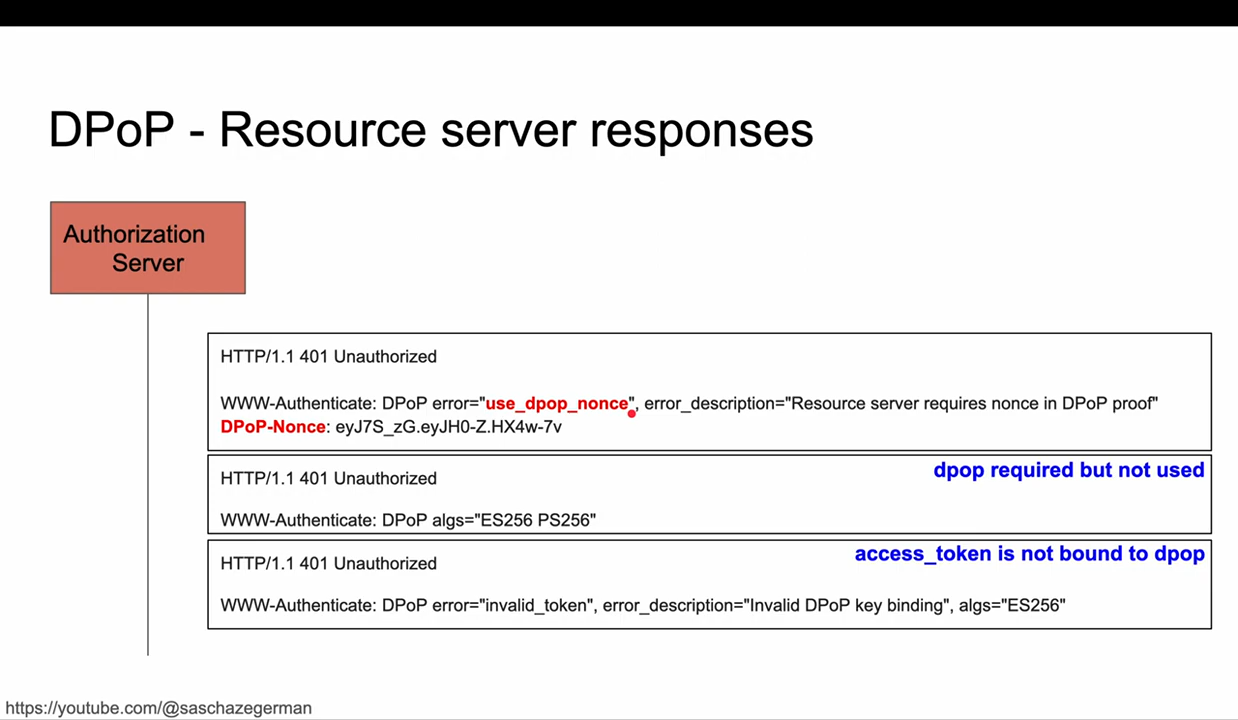 DPoP - Resource server responses
Authorization
Server
HTTP/1.1 401 Unauthorized
WWW-Authenticate: DPoP error="use_dpop_nonce", error_description="Resource server requires nonce in DPoP proof"
DPoP-Nonce: eyJ7S_zG.eyJH0-Z.HX4w-7v
dpop required but not used
HTTP/1.1 401 Unauthorized
WWW-Authenticate: DPoP algs="ES256 PS256"
access_token is not bound to dpop
HTTP/1.1 401 Unauthorized
WWW-Authenticate: DPoP error="invalid_token", error_description="Invalid DPoP key binding", algs="ES256"
https://youtube.com/@saschazegerman